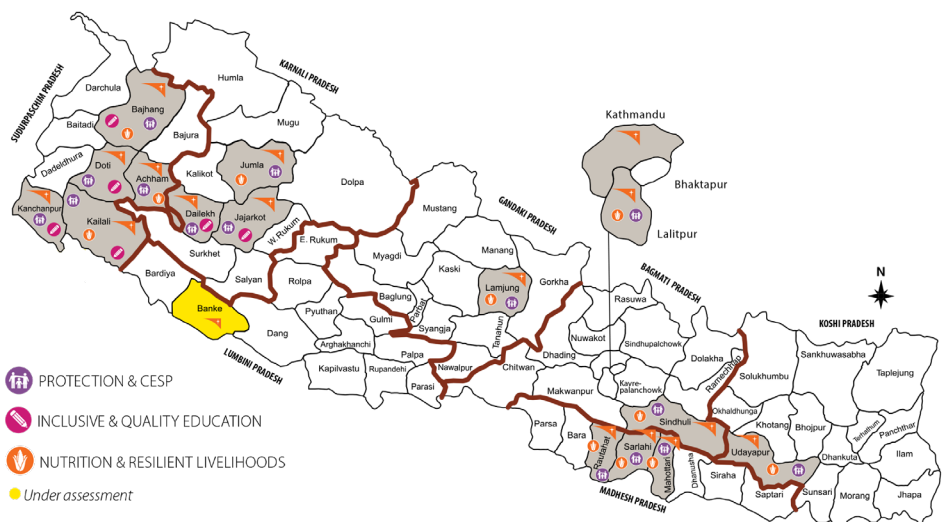 SUDURPASCHIM PRADESH
KARNALI PRADESH
Humla
Darchula
Bajhang
Baitadi
Bajura
Mugu
Dadeldhura
Doti
Achham
Kalikot
Jumla
Dolpa
Kanchanpur
Kailali
Dailekh
Jajarkot
W. Rukum
E. Rukum
Surkhet
Bardiya
Salyan
Rolpa
Banke
Dang
Pyuthan
LUMBINI PRADESH
Mustang
GANDAKI PRADESH
Manang
Myagdi
Kaski
Lamjung
Gorkha
Baglung
Parbat
Gulmi
Syangja
Tanahun
Arghakhanchi
Kapilvastu
Rupandehi
Palpa
Parasi
Nawalpur
Chitwan
Kathmandu
Bhaktapur
Lalitpur
BAGMATI PRADESH
Rasuwa
Nuwakot
Sindhupalchowk
Dhading
Dolakha
Ramechhap
Makwanpur
Kavre-
palanchowk
Sindhuli
N
KOSHI PRADESH
Solukhumbu
Sankhuwasabha
Taplejung
Okhaldhunga
Khotang
Bhojpur
Terhathum
Panchthar
Dhankuta
Ilam
Udayapur
Sunsari
Morang
Jhapa
Parsa
Bara
Rautahat
Sarlahi
Mahottari
Dhanusha
Siraha
Saptari
MADHESH PRADESH
PROTECTION & CESP
INCLUSIVE & QUALITY EDUCATION
NUTRITION & RESILIENT LIVELIHOODS
Under assessment